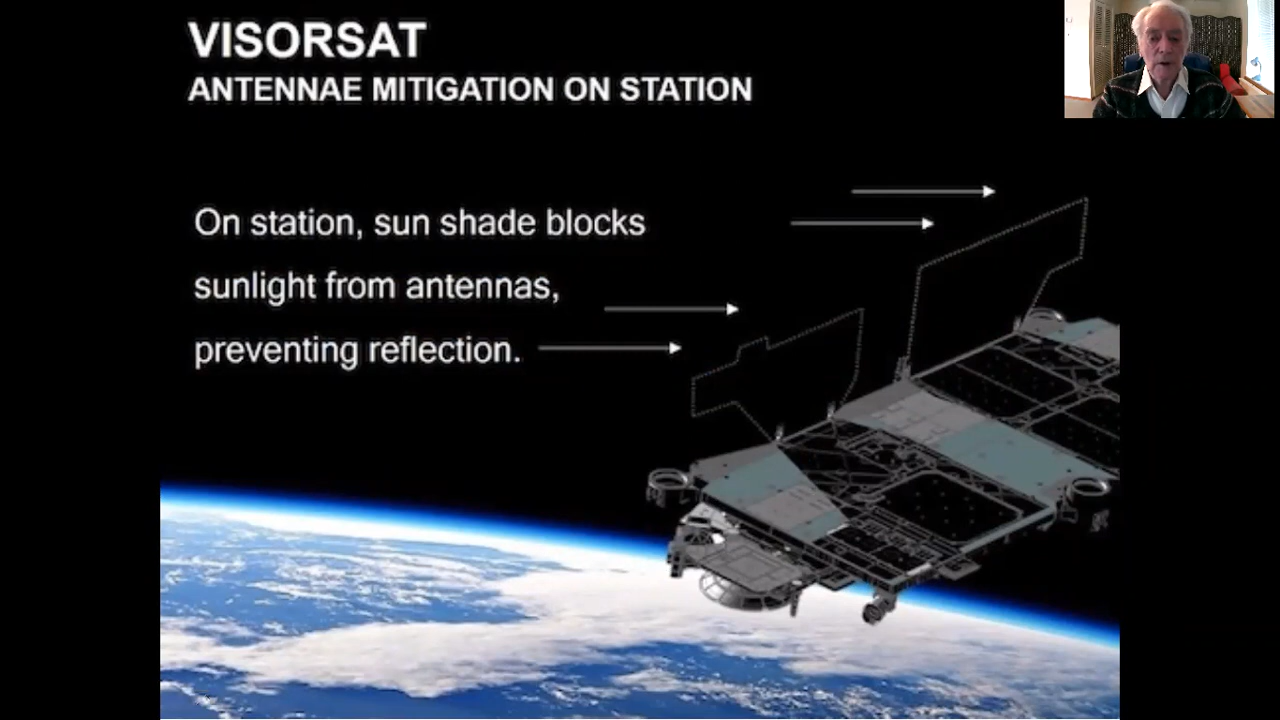 VISORSAT
ANTENNAE MITIGATION ON STATION
On station, sun shade blocks
sunlight from antennas,
preventing reflection.